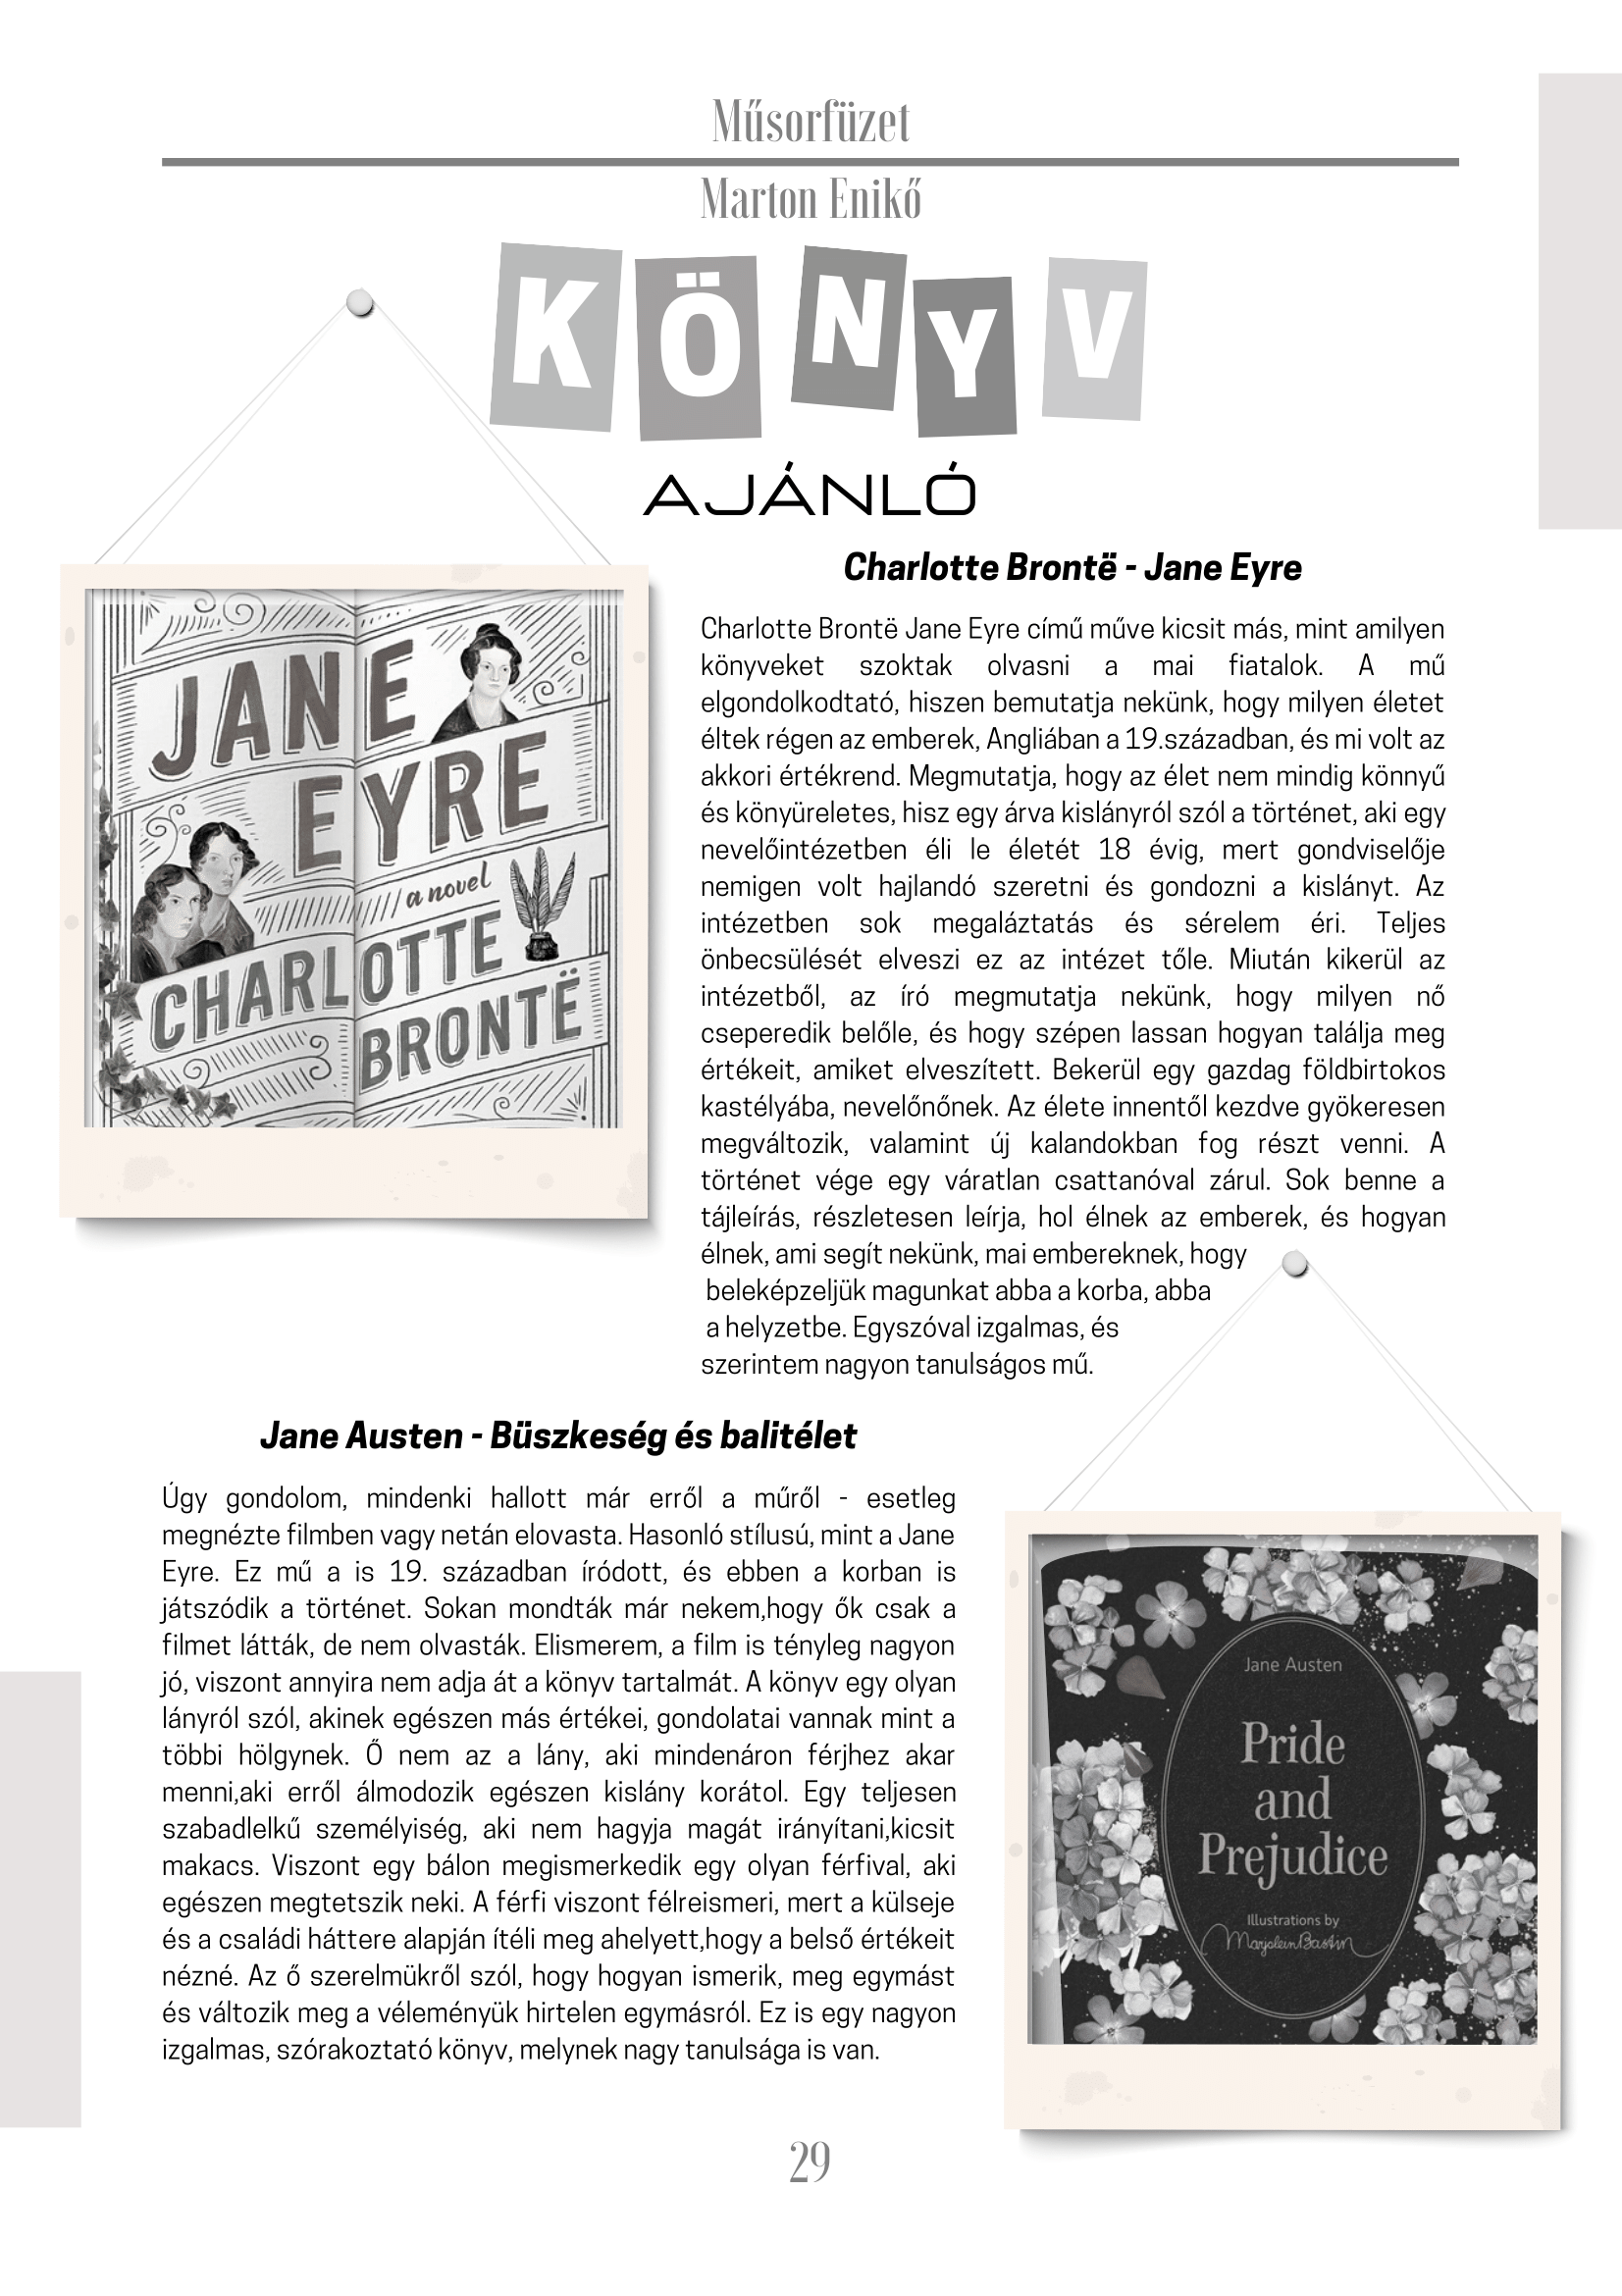 Műsorfüzet
Marton Enikő
KÖNYV
AJÁNLÓ
Charlotte Brontë - Jane Eyre
Charlotte Brontë Jane Eyre című műve kicsit más, mint amilyen
könyveket szoktak olvasni a mai fiatalok. A mű
elgondolkodtató, hiszen bemutatja nekünk, hogy milyen életet
éltek régen az emberek, Angliában a 19.században, és mi volt az
akkori értékrend. Megmutatja, hogy az élet nem mindig könnyű
és könyüreletes, hisz egy árva kislányról szól a történet, aki egy
nevelőintézetben éli le életét 18 évig, mert gondviselője
nemigen volt hajlandó szeretni és gondozni a kislányt. Az
intézetben sok megaláztatás és sérelem éri. Teljes
önbecsülését elveszi ez az intézet tőle. Miután kikerül az
intézetből, az író megmutatja nekünk, hogy milyen nő
cseperedik belőle, és hogy szépen lassan hogyan találja meg
értékeit, amiket elveszített. Bekerül egy gazdag földbirtokos
kastélyába, nevelőnőnek. Az élete innentől kezdve gyökeresen
megváltozik, valamint új kalandokban fog részt venni. A
történet vége egy váratlan csattanóval zárul. Sok benne a
tájleírás, részletesen leírja, hol élnek az emberek, és hogyan
élnek, ami segít nekünk, mai embereknek, hogy
beleképzeljük magunkat abba a korba, abba
a helyzetbe. Egyszóval izgalmas, és
szerintem nagyon tanulságos mű.
JANE
EYRE
a novel
CHARLOTTE
BRONTË
Jane Austen - Büszkeség és balitélet
Úgy gondolom, mindenki hallott már erről a műről - esetleg
megnézte filmben vagy netán elovasta. Hasonló stílusú, mint a Jane
Eyre. Ez mű a is 19. században íródott, és ebben a korban is
játszódik a történet. Sokan mondták már nekem,hogy ők csak a
filmet látták, de nem olvasták. Elismerem, a film is tényleg nagyon
jó, viszont annyira nem adja át a könyv tartalmát. A könyv egy olyan
lányról szól, akinek egészen más értékei, gondolatai vannak mint a
többi hölgynek. Ő nem az a lány, aki mindenáron férjhez akar
menni,aki erről álmodozik egészen kislány korátol. Egy teljesen
szabadlelkű személyiség, aki nem hagyja magát irányítani,kicsit
makacs. Viszont egy bálon megismerkedik egy olyan férfival, aki
egészen megtetszik neki. A férfi viszont félreismeri, mert a külseje
és a családi háttere alapján ítéli meg ahelyett,hogy a belső értékeit
nézné. Az ő szerelmükről szól, hogy hogyan ismerik, meg egymást
és változik meg a véleményük hirtelen egymásról. Ez is egy nagyon
izgalmas, szórakoztató könyv, melynek nagy tanulsága is van.
Jane Austen
Pride
and
Prejudice
Illustrations by
Marjolein Bastin
29